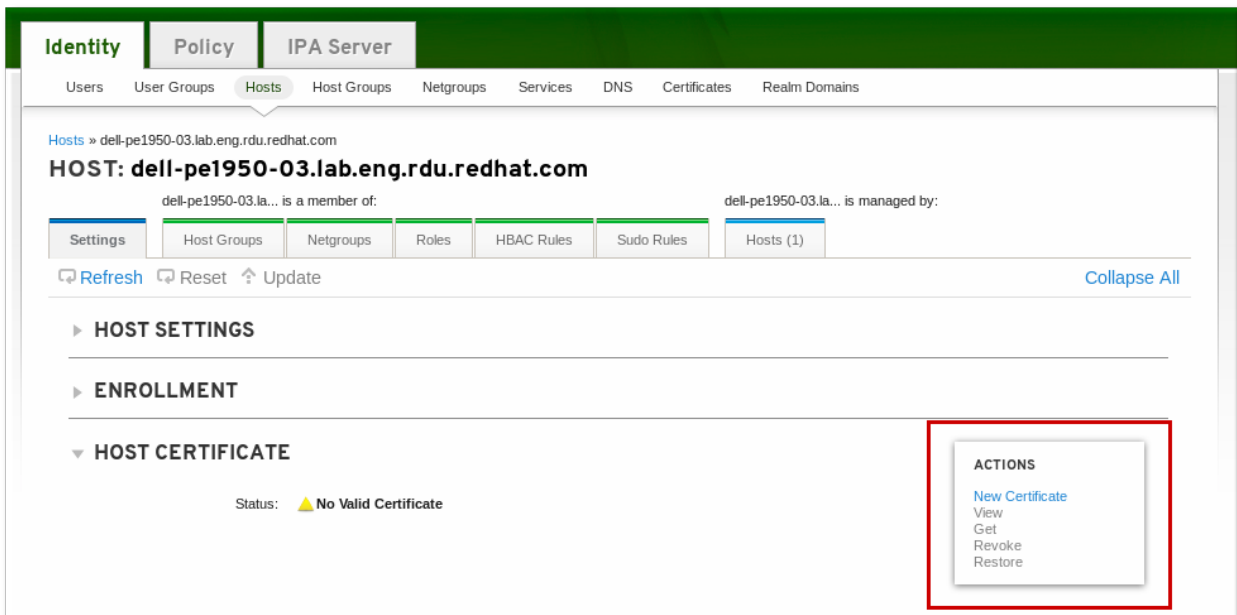 Identity Policy IPA Server
Users User Groups Hosts Host Groups Netgroups Services DNS Certificates Realm Domains
Hosts » dell-pe1950-03.lab.eng.rdu.redhat.com
HOST: dell-pe1950-03.lab.eng.rdu.redhat.com
dell-pe1950-03.la... is a member of: dell-pe1950-03.la... is managed by:
Settings Host Groups Netgroups Roles HBAC Rules Sudo Rules Hosts (1)
Refresh Reset Update Collapse All
HOST SETTINGS
ENROLLMENT
HOST CERTIFICATE
Status: No Valid Certificate
ACTIONS
New Certificate
View
Get
Revoke
Restore